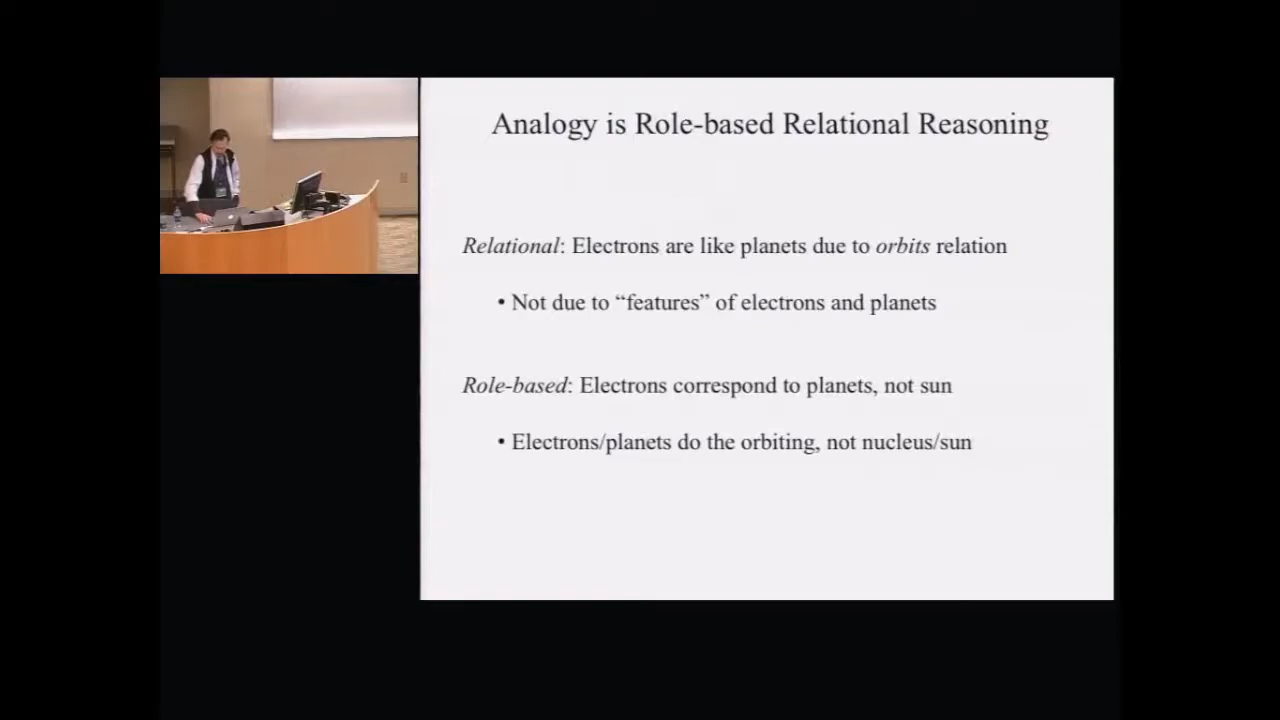 Analogy is Role-based Relational Reasoning
Relational: Electrons are like planets due to orbits relation
• Not due to “features” of electrons and planets
Role-based: Electrons correspond to planets, not sun
• Electrons/planets do the orbiting, not nucleus/sun